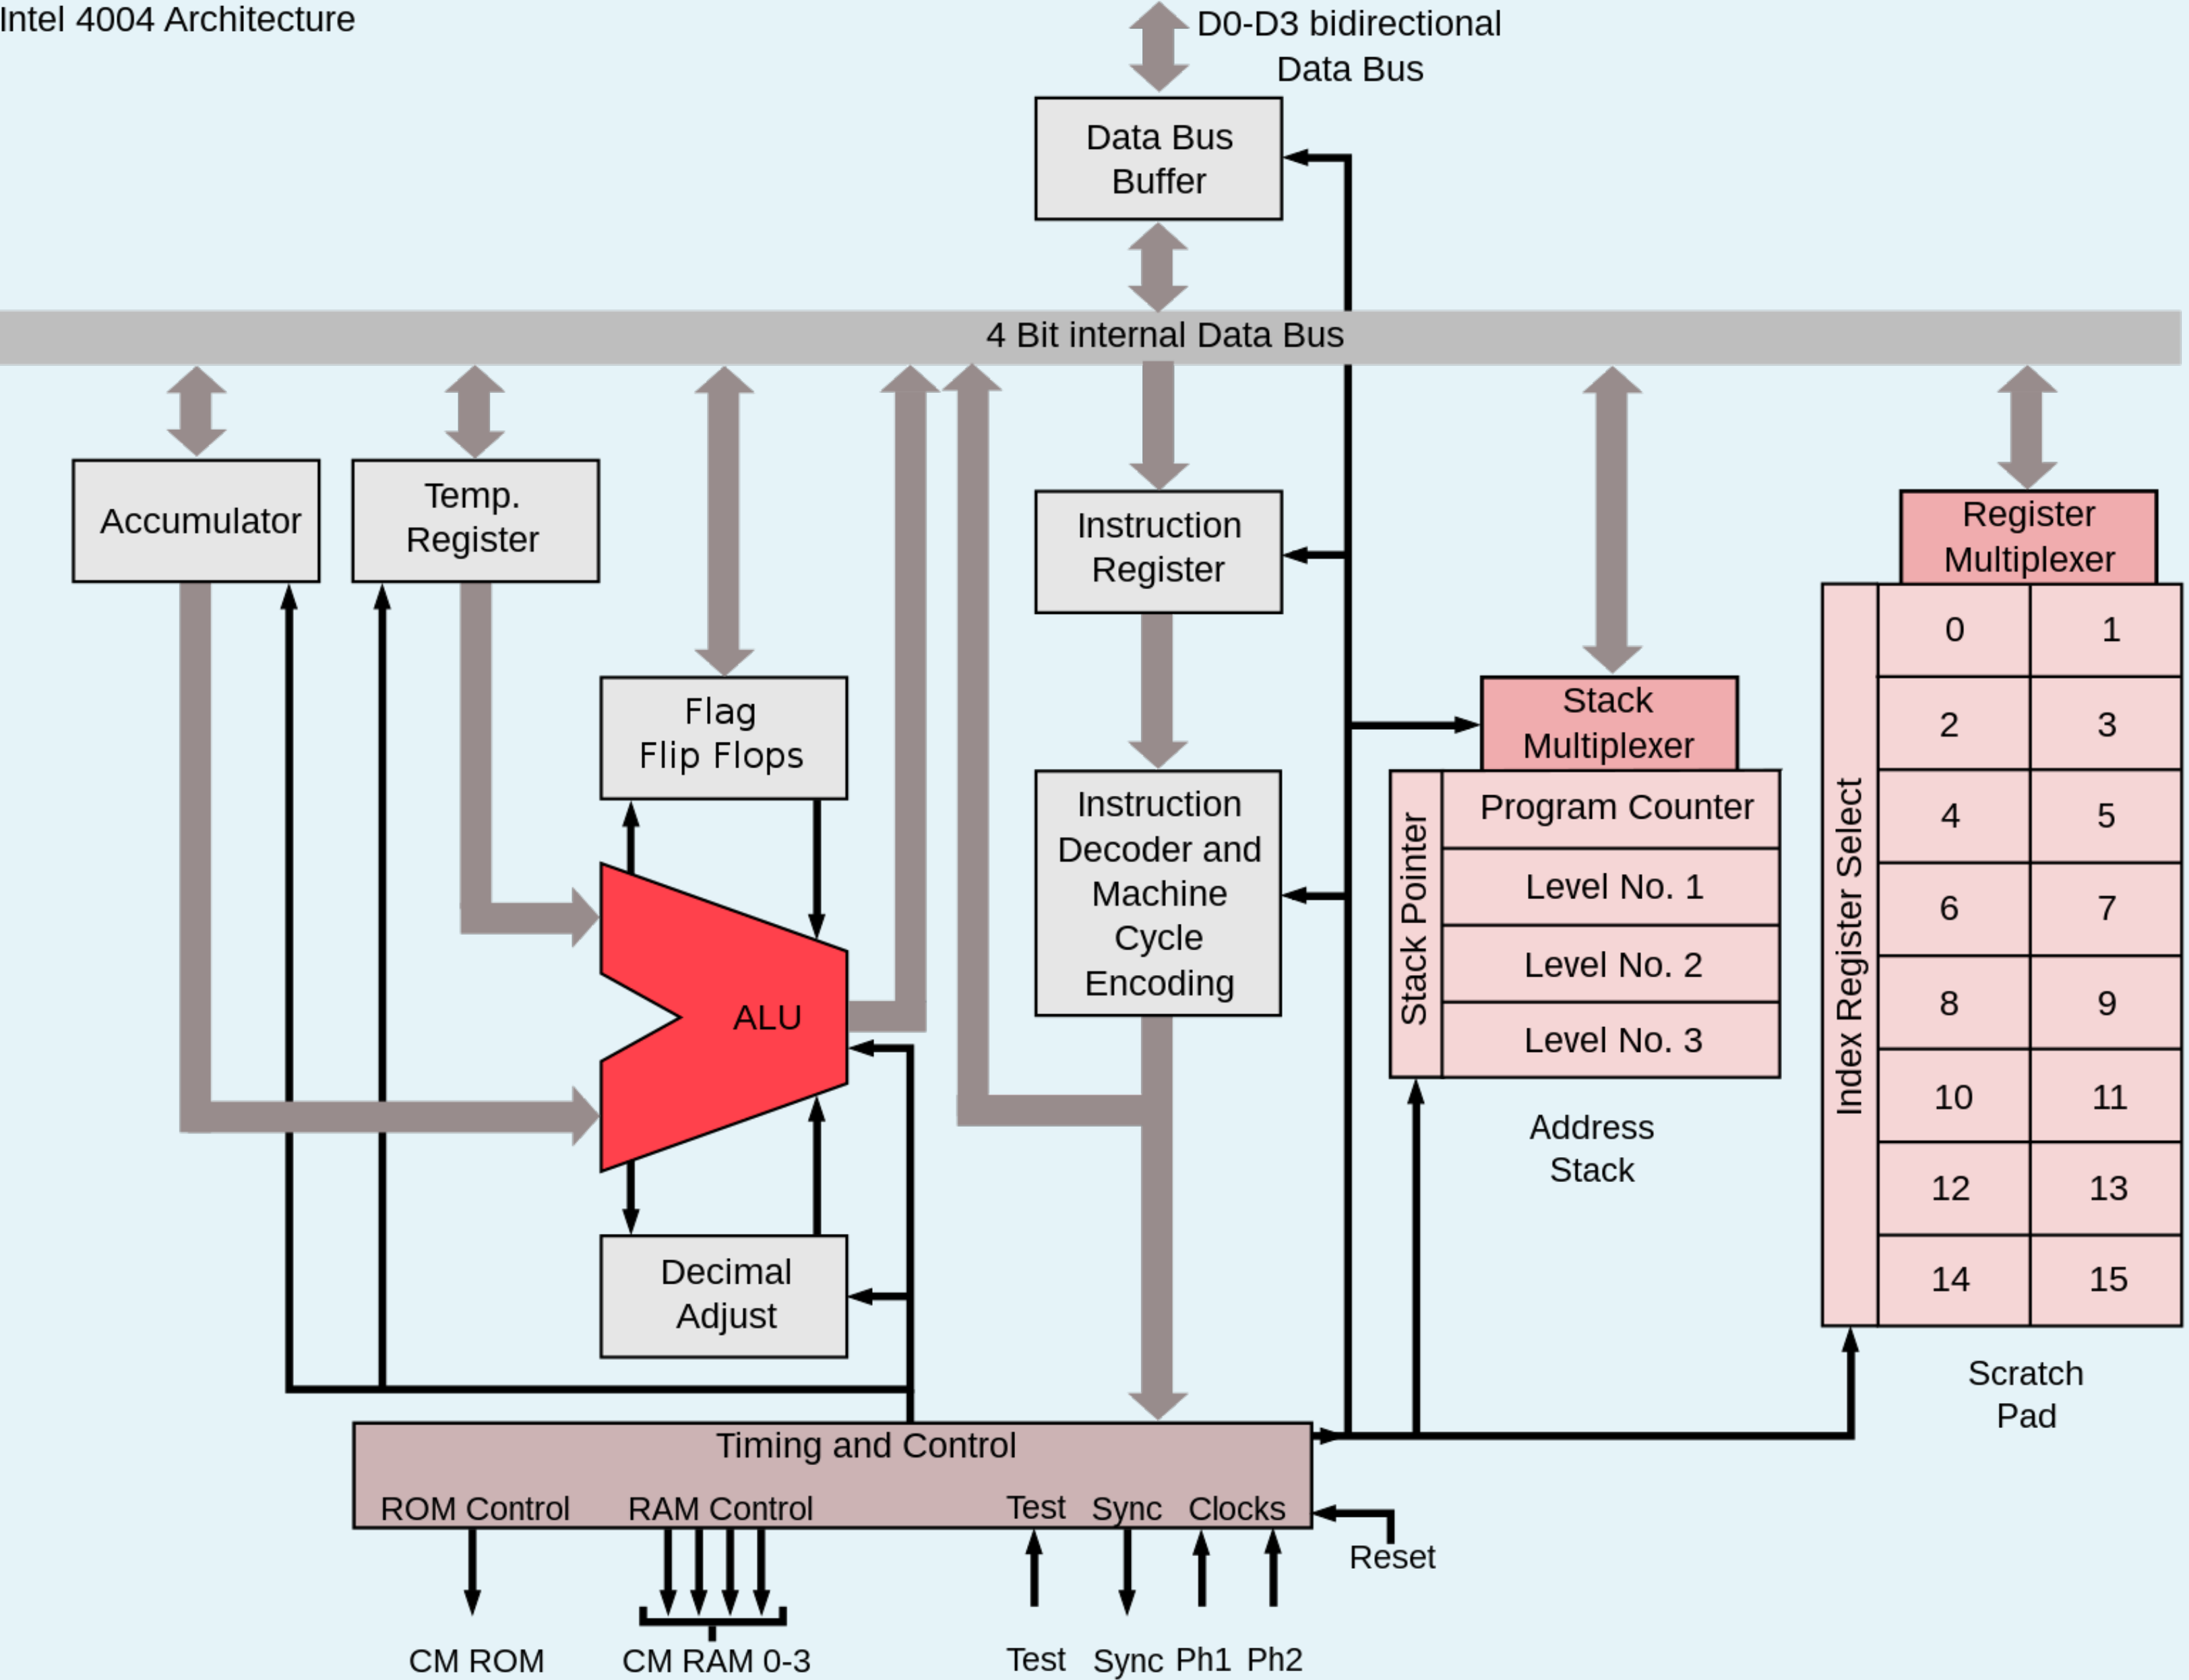 Intel 4004 Architecture
D0-D3 bidirectional
Data Bus
Data Bus
Buffer
4 Bit internal Data Bus
Accumulator
Temp.
Register
Instruction
Register
Register
Multiplexer
Flag
Flip Flops
Stack
Multiplexer
Instruction
Decoder and
Machine
Cycle
Encoding
Stack Pointer
Program Counter
Level No. 1
Level No. 2
Level No. 3
Address
Stack
Index Register Select
0 1
2 3
4 5
6 7
8 9
10 11
12 13
14 15
Scratch
Pad
ALU
Decimal
Adjust
Timing and Control
ROM Control RAM Control Test Sync Clocks
Reset
CM ROM CM RAM 0-3 Test Sync Ph1 Ph2